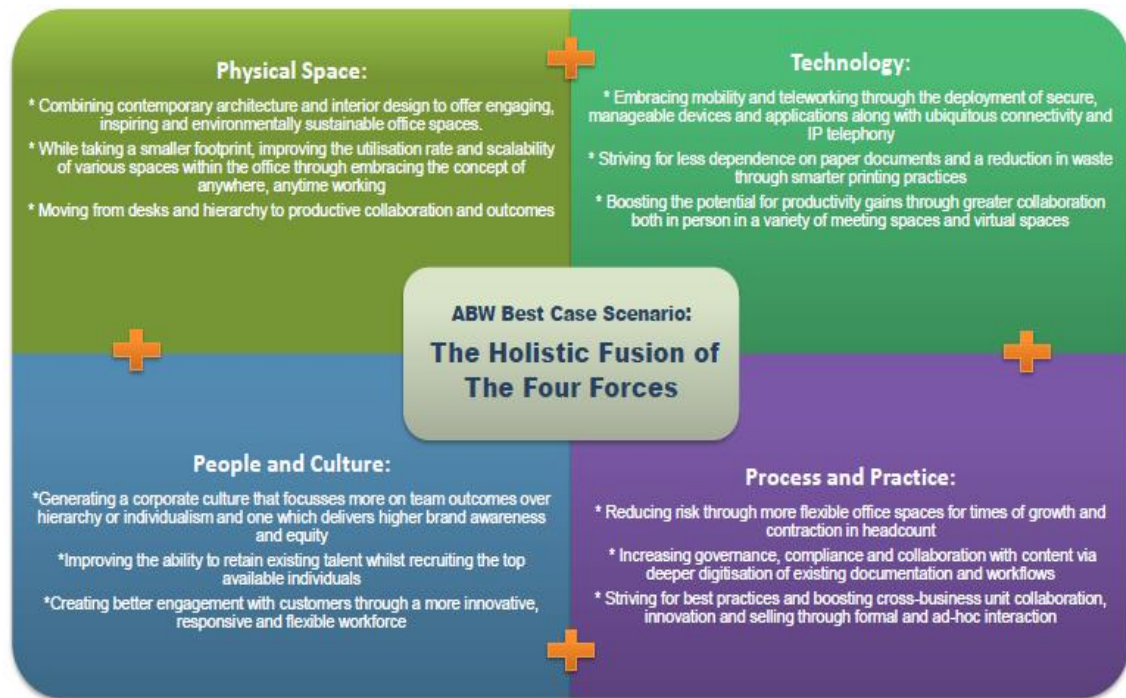 Physical Space:
* Combining contemporary architecture and interior design to offer engaging,
inspiring and environmentally sustainable office spaces.
* While taking a smaller footprint, improving the utilisation rate and scalability
of various spaces within the office through embracing the concept of
anywhere, anytime working
* Moving from desks and hierarchy to productive collaboration and outcomes
Technology:
* Embracing mobility and teleworking through the deployment of secure,
manageable devices and applications along with ubiquitous connectivity and
IP telephony
* Striving for less dependence on paper documents and a reduction in waste
through smarter printing practices
* Boosting the potential for productivity gains through greater collaboration
both in person in a variety of meeting spaces and virtual spaces
ABW Best Case Scenario:
The Holistic Fusion of
The Four Forces
People and Culture:
*Generating a corporate culture that focusses more on team outcomes over
hierarchy or individualism and one which delivers higher brand awareness
and equity
*Improving the ability to retain existing talent whilst recruiting the top
available individuals
*Creating better engagement with customers through a more innovative,
responsive and flexible workforce
Process and Practice:
* Reducing risk through more flexible office spaces for times of growth and
contraction in headcount
* Increasing governance, compliance and collaboration with content via
deeper digitisation of existing documentation and workflows
* Striving for best practices and boosting cross-business unit collaboration,
innovation and selling through formal and ad-hoc interaction